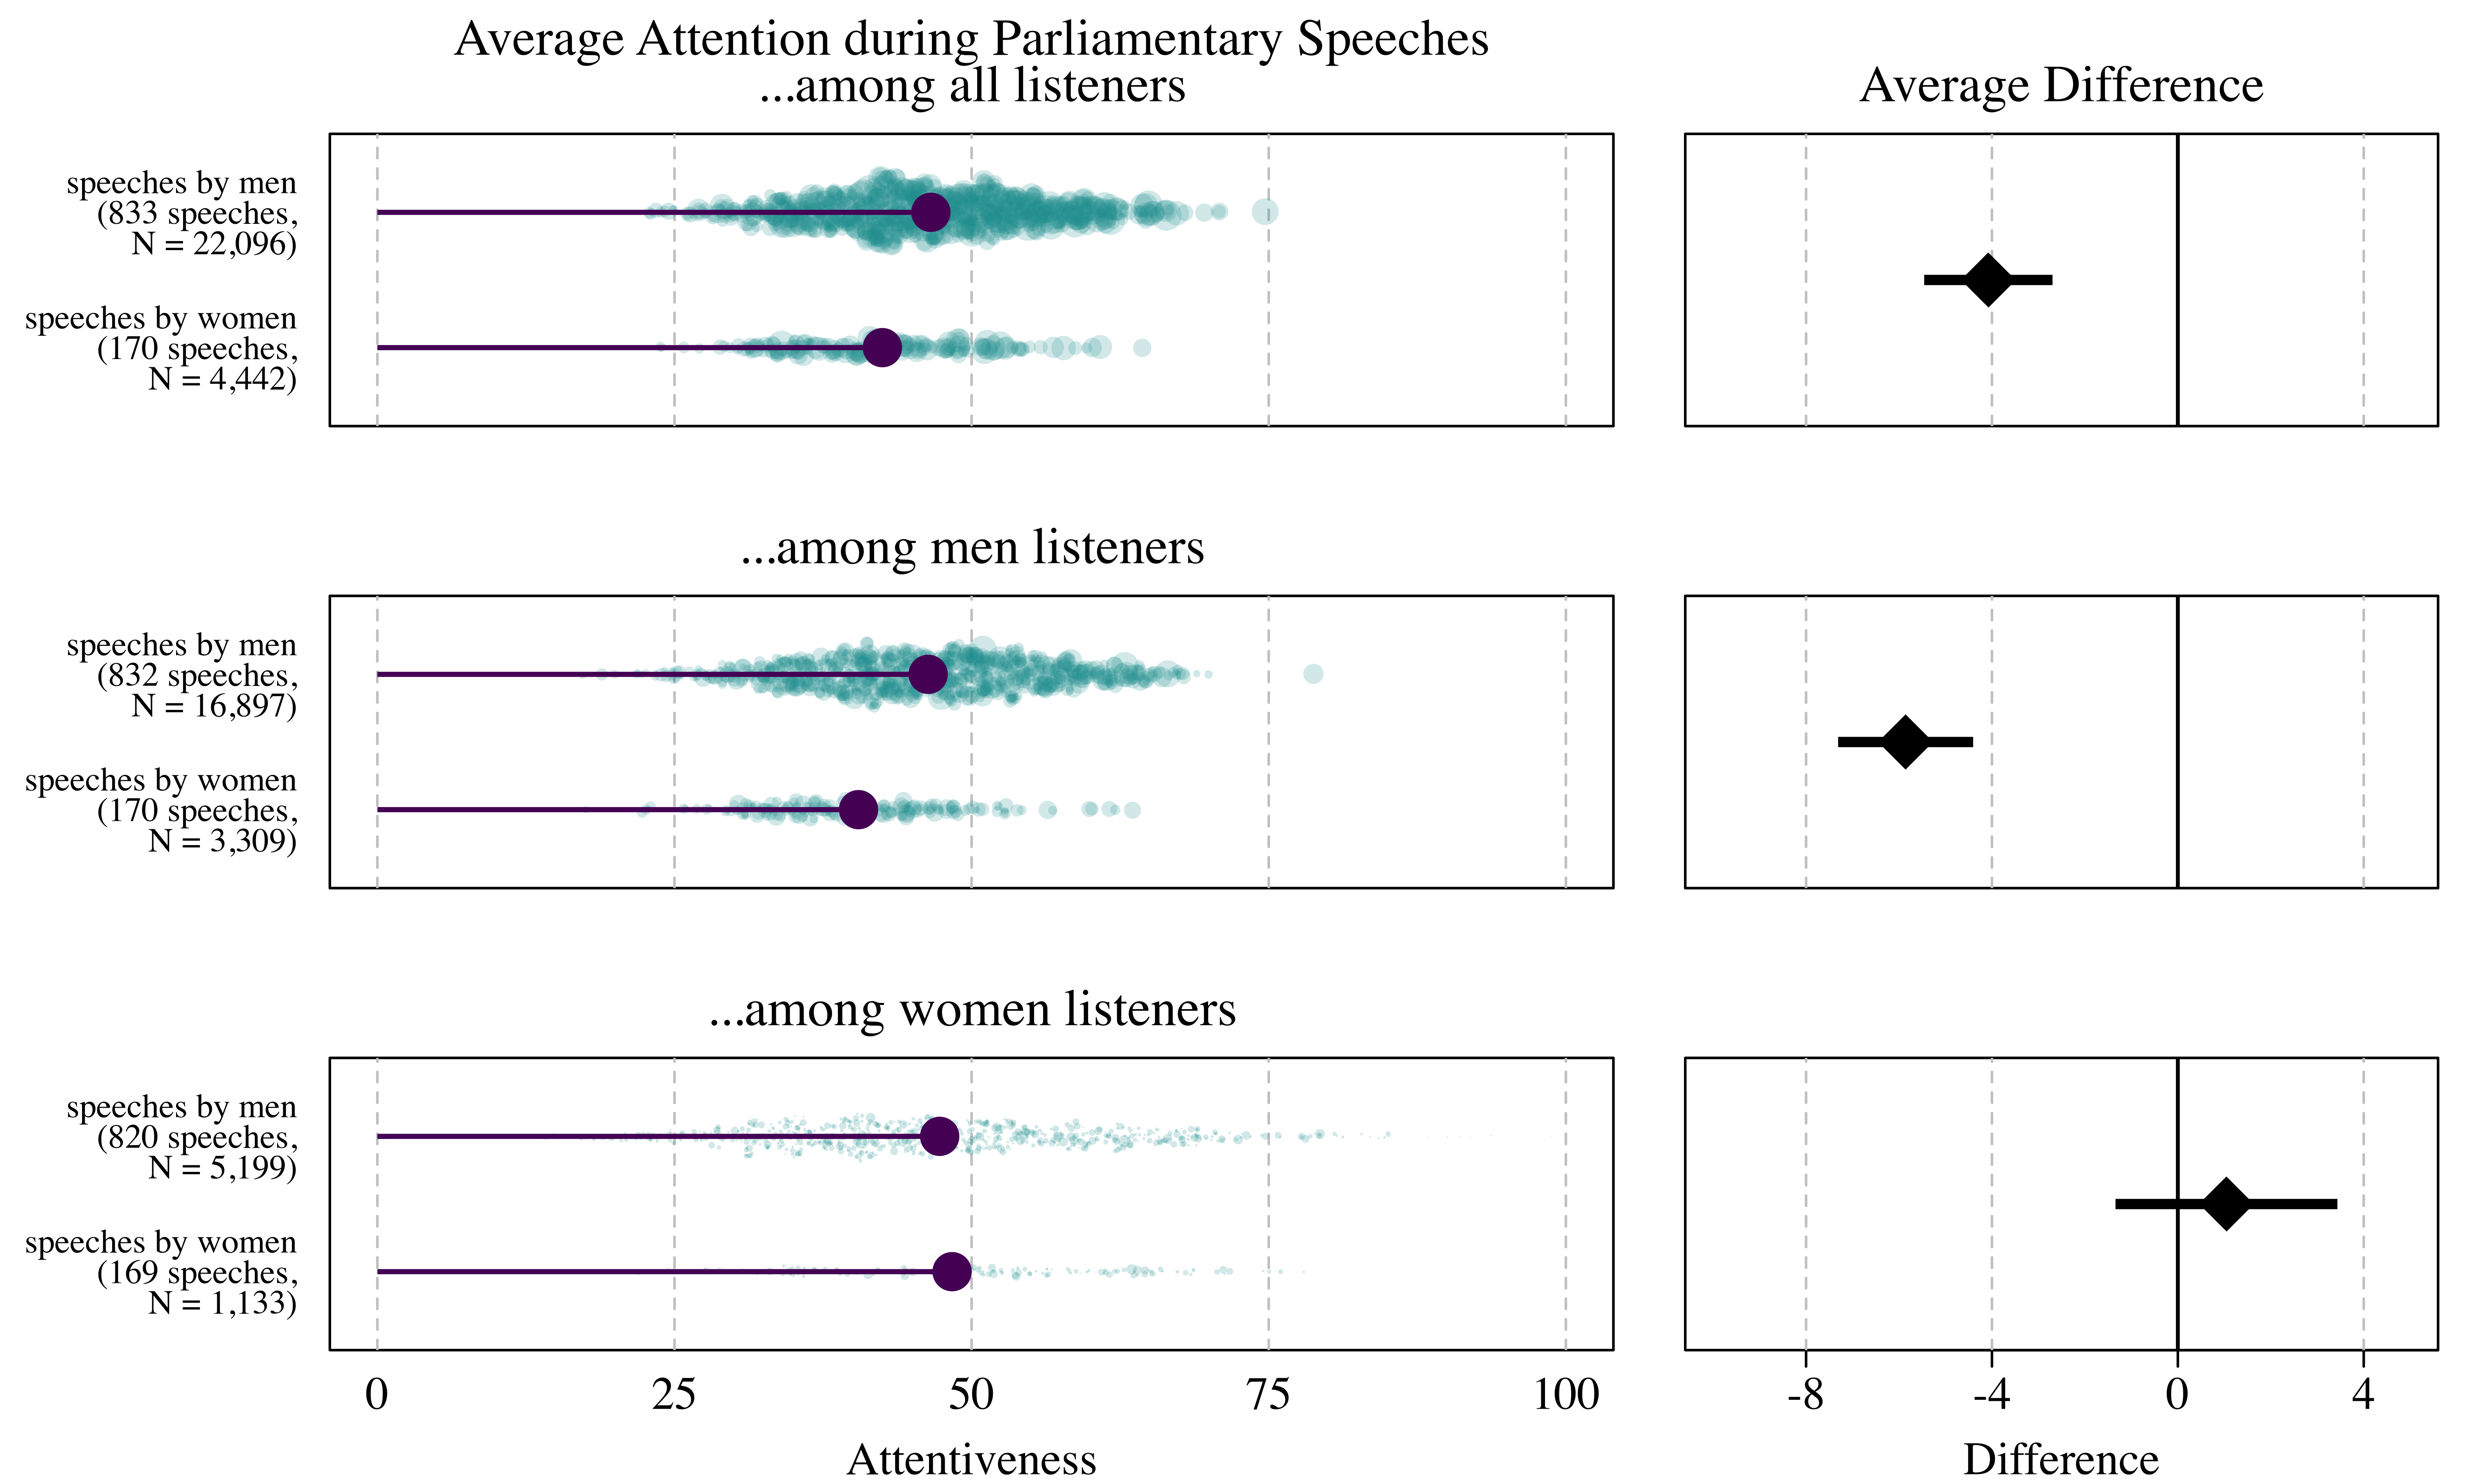 Average Attention during Parliamentary Speeches
...among all listeners
Average Difference
speeches by men
(833 speeches,
N = 22,096)
speeches by women
(170 speeches,
N = 4,442)
...among men listeners
speeches by men
(832 speeches,
N = 16,897)
speeches by women
(170 speeches,
N = 3,309)
...among women listeners
speeches by men
(820 speeches,
N = 5,199)
speeches by women
(169 speeches,
N = 1,133)
0 25 50 75 100
Attentiveness
-8 -4 0 4
Difference